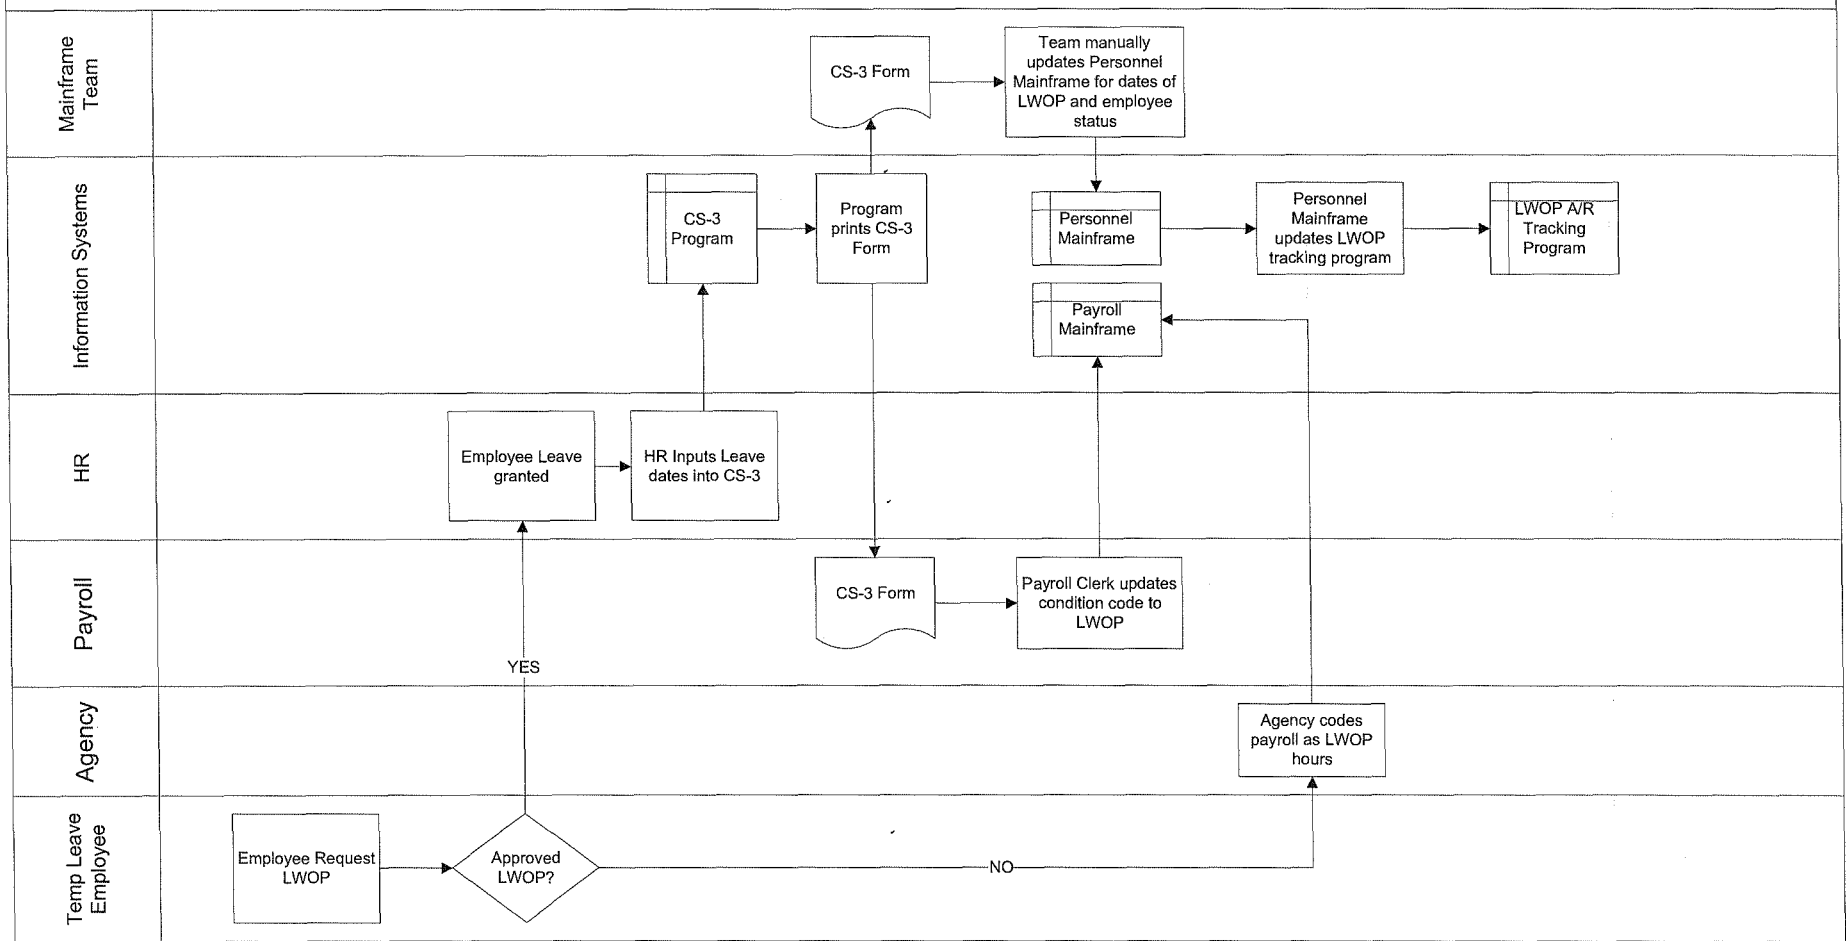 Mainframe
Team
CS-3 Form
Team manually
updates Personnel
Mainframe for dates of
LWOP and employee
status
Information Systems
CS-3
Program
Program
prints CS-3
Form
Personnel
Mainframe
Personnel
Mainframe
updates LWOP
tracking program
LWOP A/R
Tracking
Program
Payroll
Mainframe
HR
Employee Leave
granted
HR Inputs Leave
dates into CS-3
Payroll
CS-3 Form
Payroll Clerk updates
condition code to
LWOP
YES
Agency
Agency codes
payroll as LWOP
hours
Temp Leave
Employee
Employee Request
LWOP
Approved
LWOP?
NO